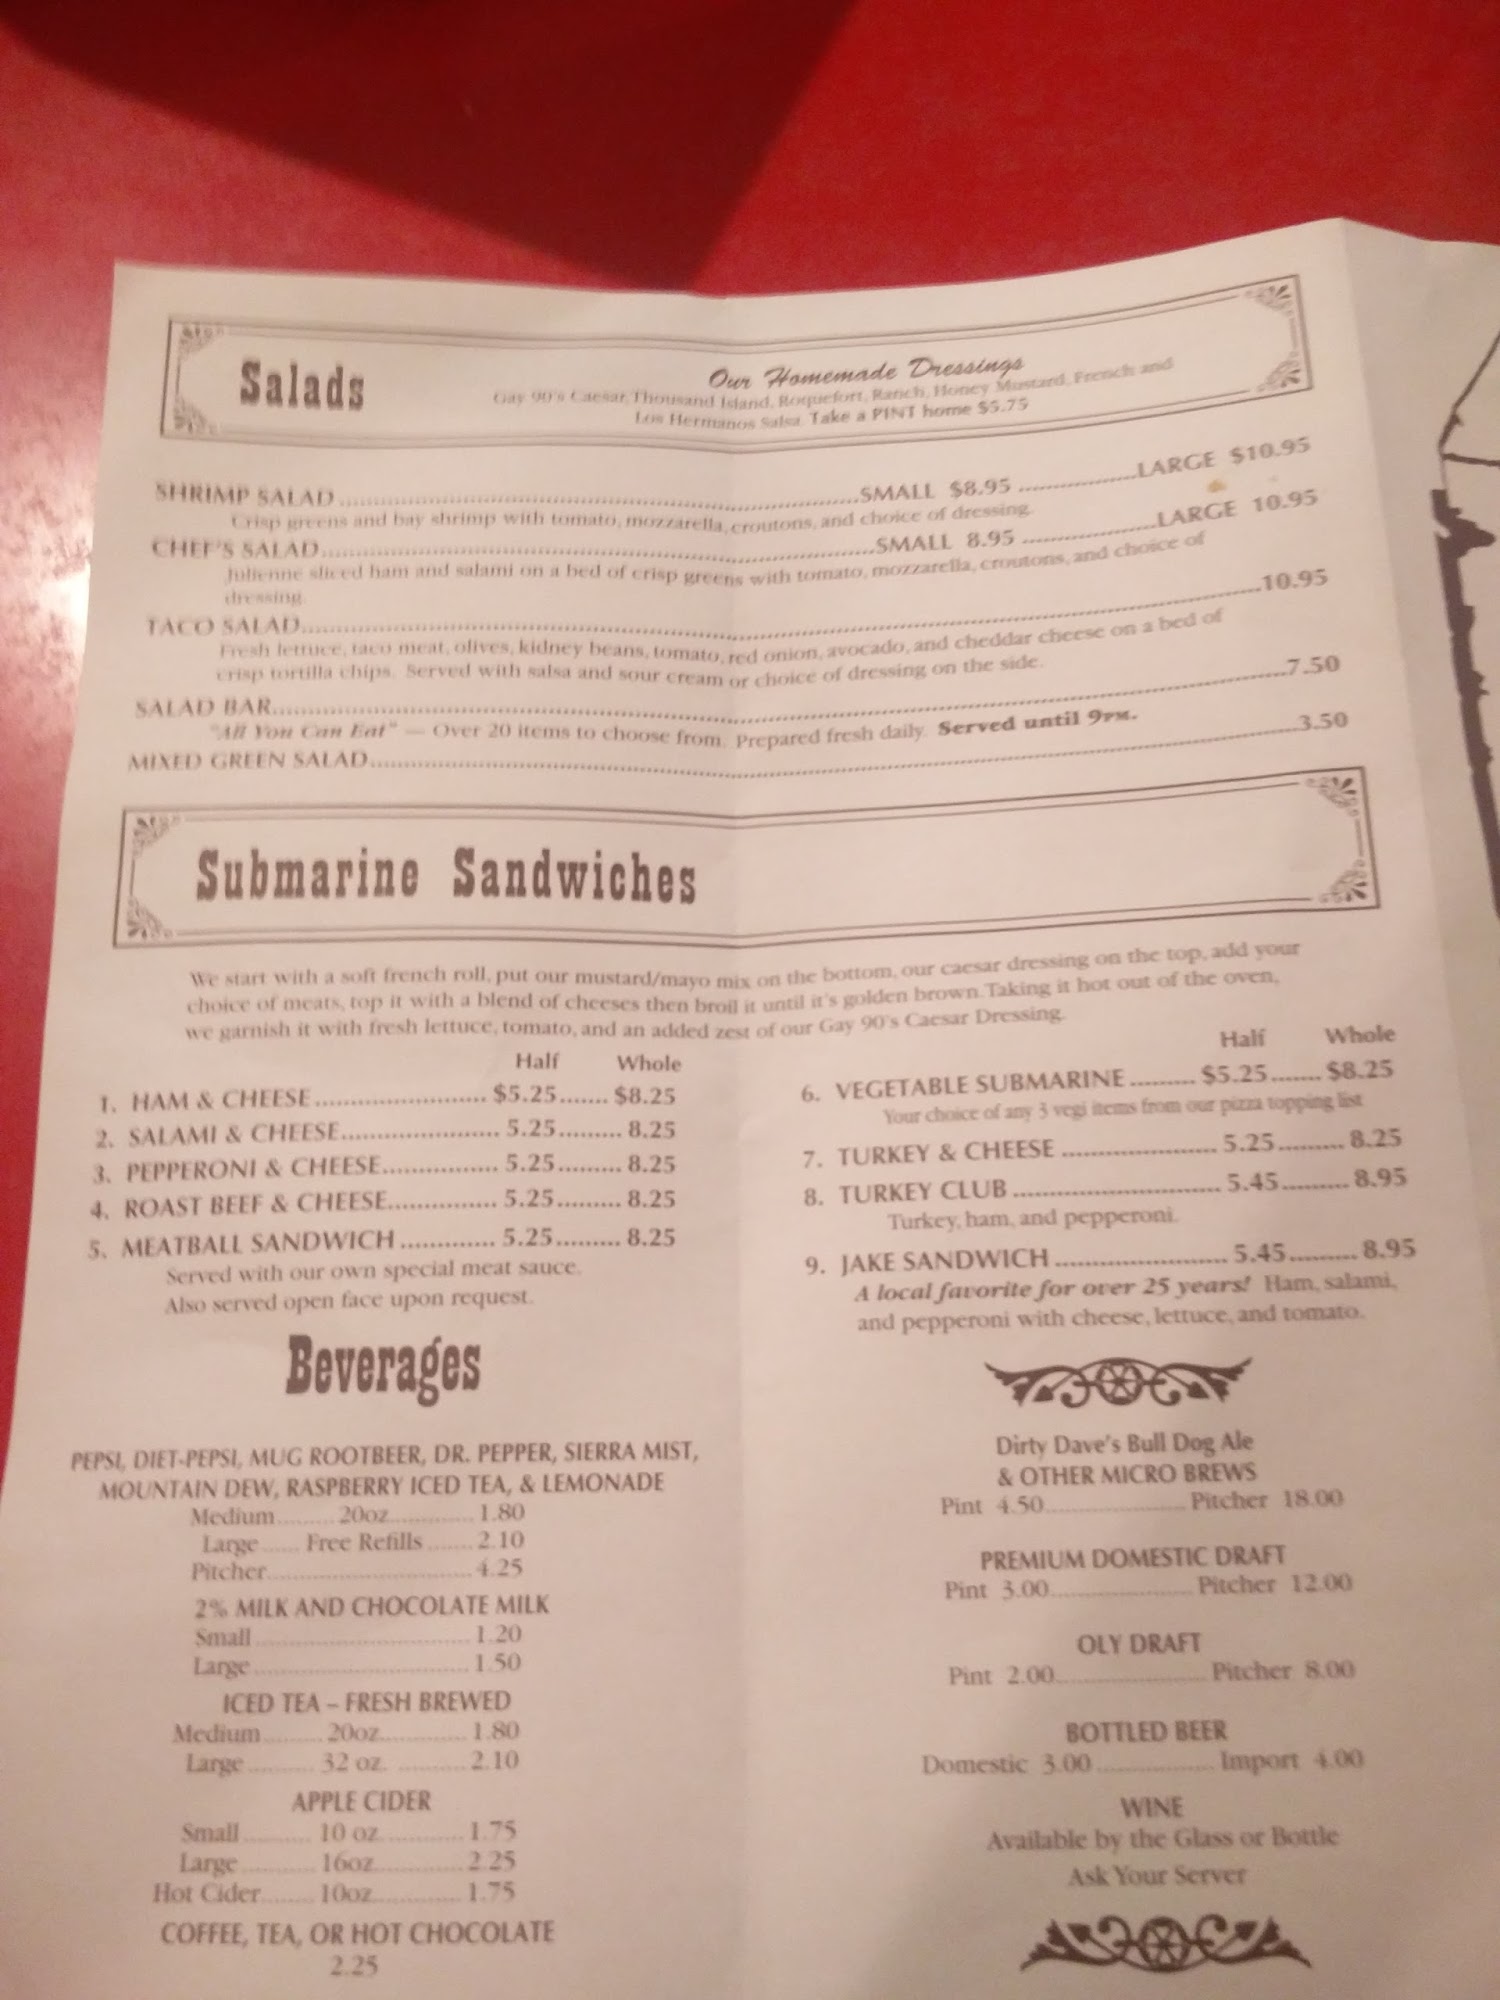 Salads
Our Homemade Dressings
Gay 90's Caesar, Thousand Island, Roquefort, Ranch, Honey Mustard, French and
Los Hermanos Salsa. Take a PINT home $5.75
SHRIMP SALAD ........ SMALL $8.95 ........ LARGE $10.95
Crisp greens and bay shrimp with tomato, mozzarella, croutons, and choice of dressing.
CHEF'S SALAD ........ SMALL 8.95 ........ LARGE 10.95
Julienne sliced ham and salami on a bed of crisp greens with tomato, mozzarella, croutons, and choice of
dressing.
TACO SALAD ........ 10.95
Fresh lettuce, taco meat, olives, kidney beans, tomato, red onion, avocado, and cheddar cheese on a bed of
crisp tortilla chips. Served with salsa and sour cream or choice of dressing on the side.
SALAD BAR ........ 7.50
"All You Can Eat" — Over 20 items to choose from. Prepared fresh daily. Served until 9PM.
MIXED GREEN SALAD ........ 3.50
Submarine Sandwiches
We start with a soft french roll, put our mustard/mayo mix on the bottom, our caesar dressing on the top, add your
choice of meats, top it with a blend of cheeses then broil it until it's golden brown. Taking it hot out of the oven,
we garnish it with fresh lettuce, tomato, and an added zest of our Gay 90's Caesar Dressing.
Half Whole
1. HAM & CHEESE ........ $5.25 ....... $8.25
2. SALAMI & CHEESE ........ 5.25 ........ 8.25
3. PEPPERONI & CHEESE ........ 5.25 ........ 8.25
4. ROAST BEEF & CHEESE ........ 5.25 ........ 8.25
5. MEATBALL SANDWICH ........ 5.25 ........ 8.25
Served with our own special meat sauce.
Also served open face upon request.
Half Whole
6. VEGETABLE SUBMARINE ........ $5.25 ....... $8.25
Your choice of any 3 vegi items from our pizza topping list
7. TURKEY & CHEESE ........ 5.25 ........ 8.25
8. TURKEY CLUB ........ 5.45 ........ 8.95
Turkey, ham, and pepperoni.
9. JAKE SANDWICH ........ 5.45 ........ 8.95
A local favorite for over 25 years! Ham, salami,
and pepperoni with cheese, lettuce, and tomato.
Beverages
PEPSI, DIET-PEPSI, MUG ROOTBEER, DR. PEPPER, SIERRA MIST,
MOUNTAIN DEW, RASPBERRY ICED TEA, & LEMONADE
Medium ........ 20oz ........ 1.80
Large ...... Free Refills ....... 2.10
Pitcher ........ 4.25
2% MILK AND CHOCOLATE MILK
Small ........ 1.20
Large ........ 1.50
ICED TEA – FRESH BREWED
Medium ........ 20oz ........ 1.80
Large ........ 32 oz. ........ 2.10
APPLE CIDER
Small ........ 10 oz ........ 1.75
Large ........ 16oz ........ 2.25
Hot Cider ........ 10oz ........ 1.75
COFFEE, TEA, OR HOT CHOCOLATE
2.25
Dirty Dave's Bull Dog Ale
& OTHER MICRO BREWS
Pint 4.50 ........ Pitcher 18.00
PREMIUM DOMESTIC DRAFT
Pint 3.00 ........ Pitcher 12.00
OLY DRAFT
Pint 2.00 ........ Pitcher 8.00
BOTTLED BEER
Domestic 3.00 ........ Import 4.00
WINE
Available by the Glass or Bottle
Ask Your Server